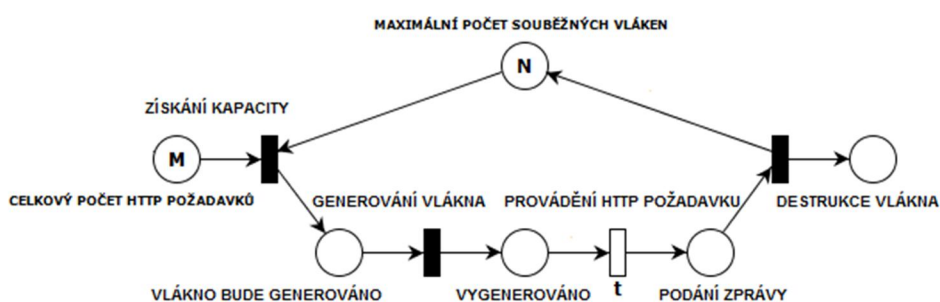 MAXIMÁLNÍ POČET SOUBĚŽNÝCH VLÁKEN
N
ZÍSKÁNÍ KAPACITY
M
CELKOVÝ POČET HTTP POŽADAVKŮ
GENEROVÁNÍ VLÁKNA
PROVÁDĚNÍ HTTP POŽADAVKU
DESTRUKCE VLÁKNA
VLÁKNO BUDE GENEROVÁNO
VYGENEROVÁNO
t
PODÁNÍ ZPRÁVY